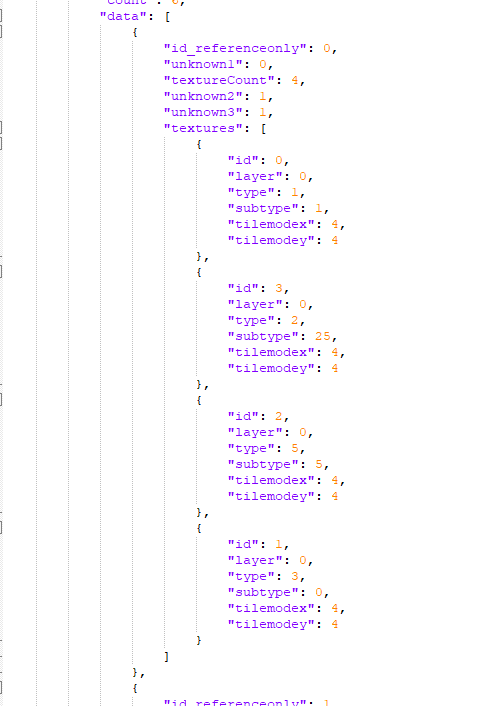 "count": 6,
"data": [
{
"id_referenceonly": 0,
"unknown1": 0,
"textureCount": 4,
"unknown2": 1,
"unknown3": 1,
"textures": [
{
"id": 0,
"layer": 0,
"type": 1,
"subtype": 1,
"tilemodex": 4,
"tilemodey": 4
},
{
"id": 3,
"layer": 0,
"type": 2,
"subtype": 25,
"tilemodex": 4,
"tilemodey": 4
},
{
"id": 2,
"layer": 0,
"type": 5,
"subtype": 5,
"tilemodex": 4,
"tilemodey": 4
},
{
"id": 1,
"layer": 0,
"type": 3,
"subtype": 0,
"tilemodex": 4,
"tilemodey": 4
}
]
},
{
"id_referenceonly": 1,